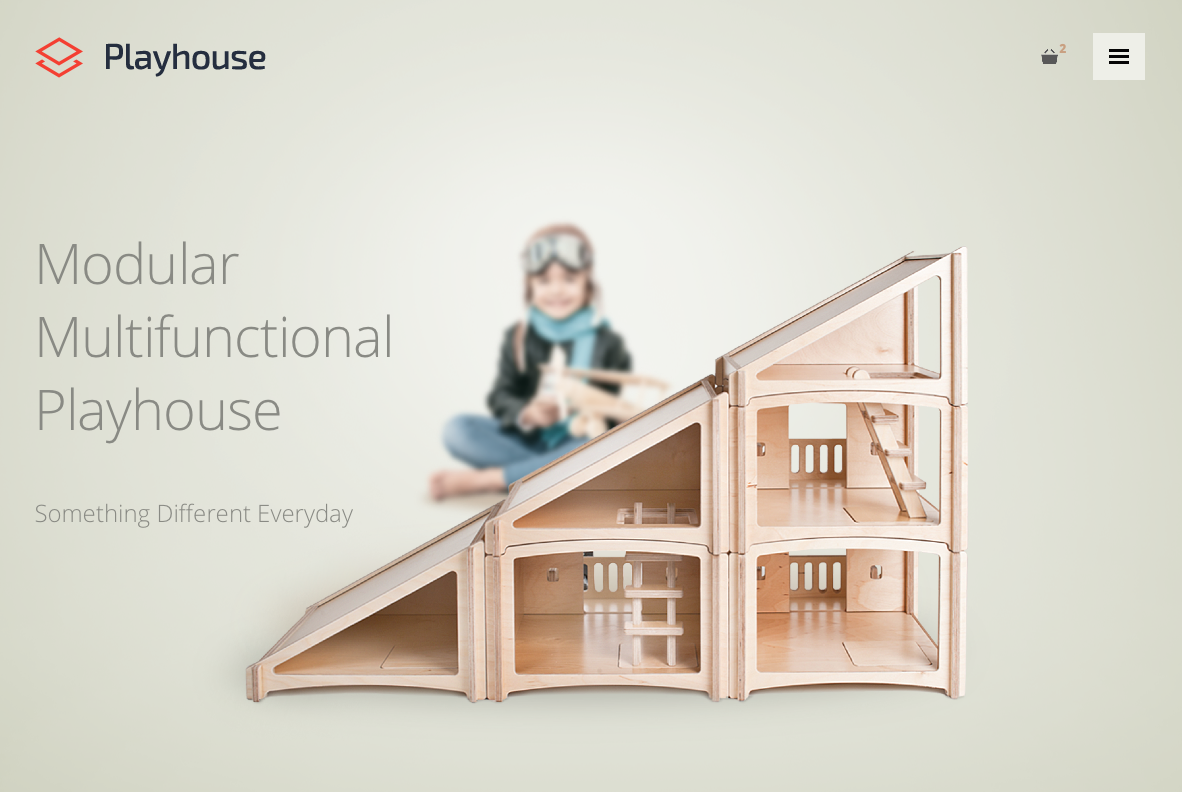 Playhouse
2
Modular
Multifunctional
Playhouse
Something Different Everyday